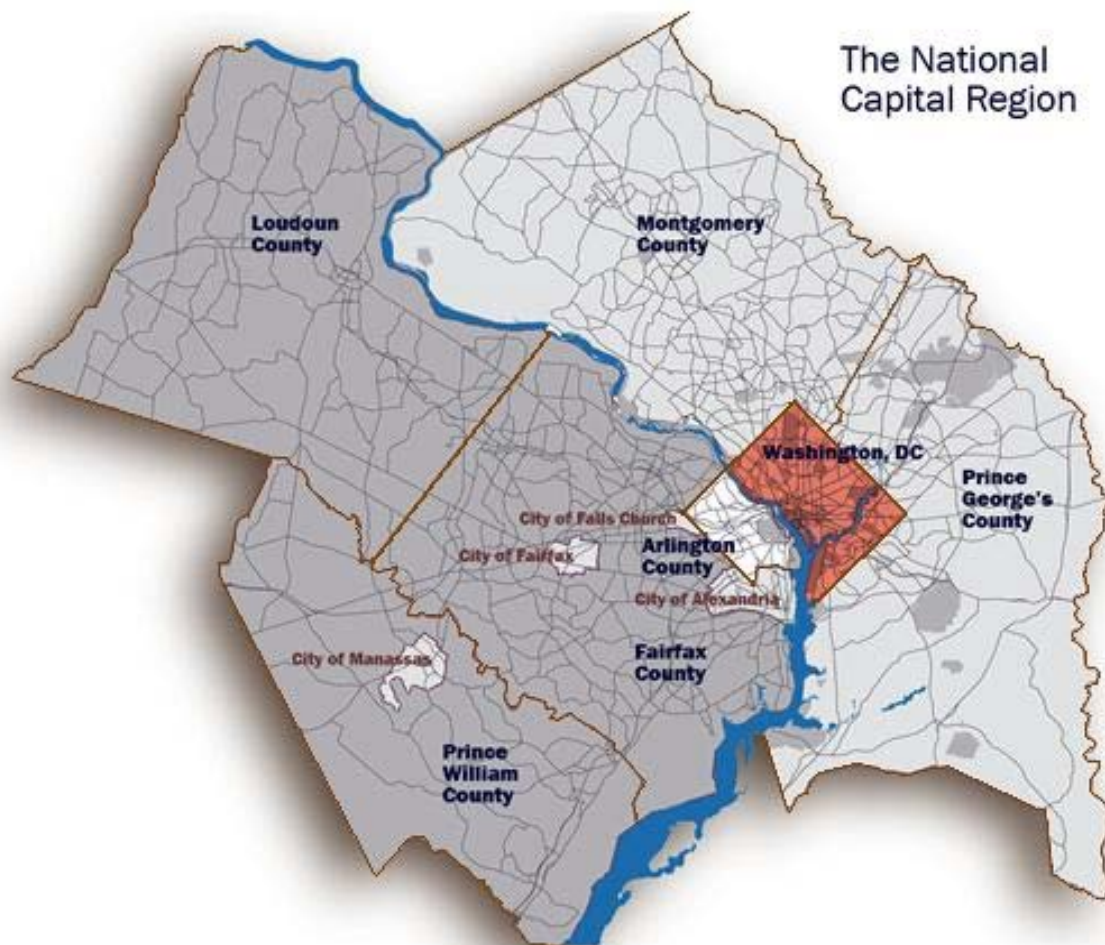 The National
Capital Region
Loudoun
County
Montgomery
County
Washington, DC
Prince
George's
County
City of Falls Church
City of Fairfax
Arlington
County
City of Alexandria
City of Manassas
Fairfax
County
Prince
William
County